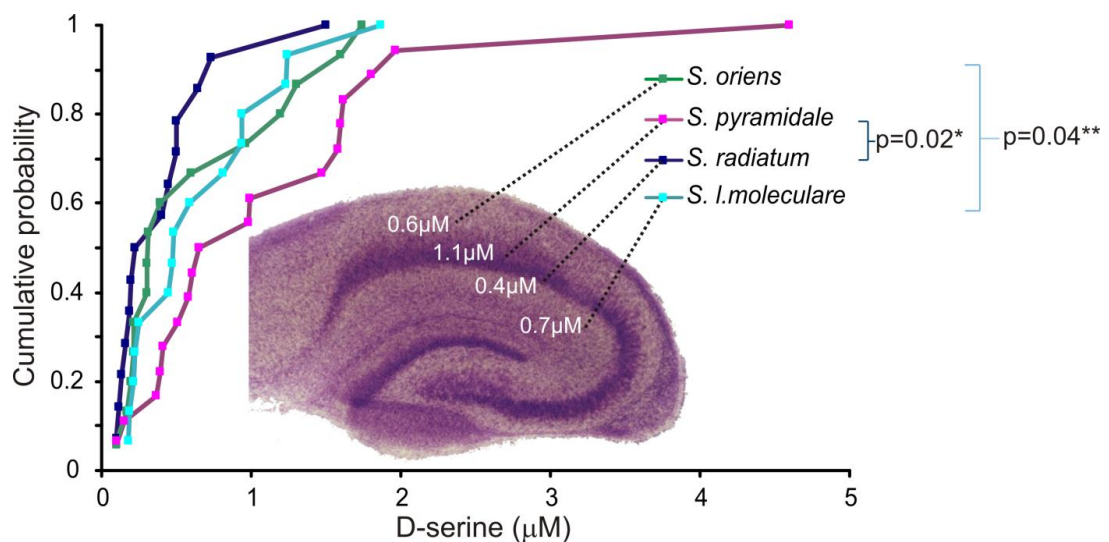 Cumulative probability
1
0.8
0.6
0.4
0.2
0
0 1 2 3 4 5
D-serine (μM)
S. oriens
S. pyramidale
S. radiatum
S. l.moleculare
p=0.02*
p=0.04**
0.6μM
1.1μM
0.4μM
0.7μM